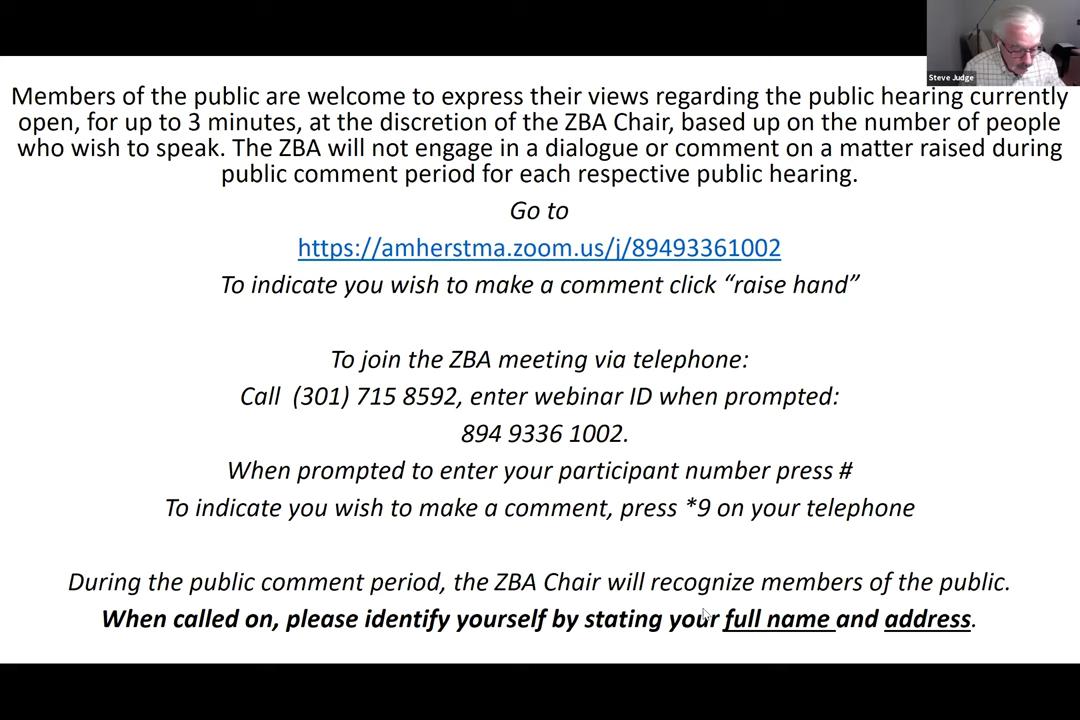 Steve Judge
Members of the public are welcome to express their views regarding the public hearing currently
open, for up to 3 minutes, at the discretion of the ZBA Chair, based up on the number of people
who wish to speak. The ZBA will not engage in a dialogue or comment on a matter raised during
public comment period for each respective public hearing.
Go to
https://amherstma.zoom.us/j/89493361002
To indicate you wish to make a comment click “raise hand”
To join the ZBA meeting via telephone:
Call (301) 715 8592, enter webinar ID when prompted:
894 9336 1002.
When prompted to enter your participant number press #
To indicate you wish to make a comment, press *9 on your telephone
During the public comment period, the ZBA Chair will recognize members of the public.
When called on, please identify yourself by stating your full name and address.